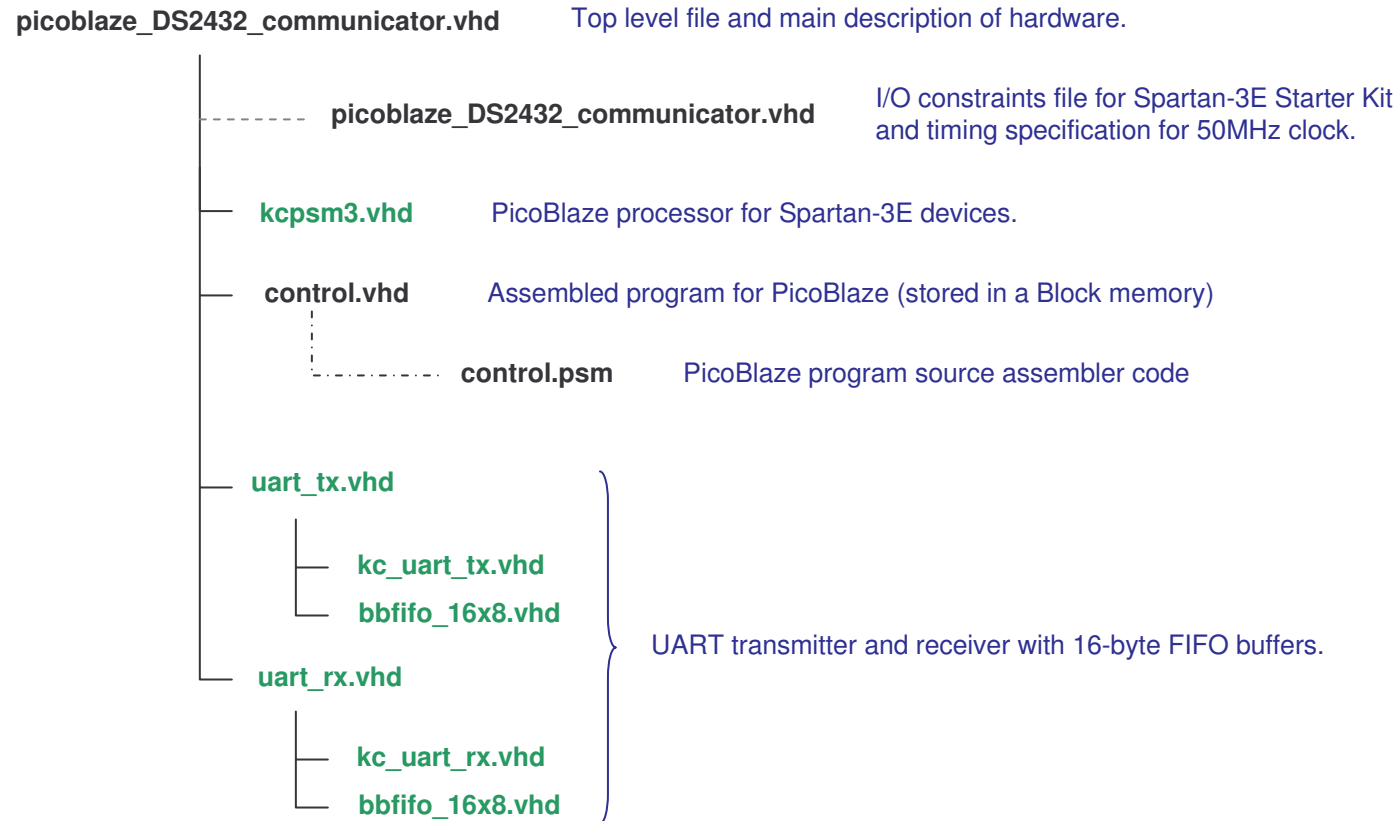 picoblaze_DS2432_communicator.vhd Top level file and main description of hardware.
picoblaze_DS2432_communicator.vhd I/O constraints file for Spartan-3E Starter Kit
and timing specification for 50MHz clock.
kcpsm3.vhd PicoBlaze processor for Spartan-3E devices.
control.vhd Assembled program for PicoBlaze (stored in a Block memory)
control.psm PicoBlaze program source assembler code
uart_tx.vhd
kc_uart_tx.vhd
bbfifo_16x8.vhd
UART transmitter and receiver with 16-byte FIFO buffers.
uart_rx.vhd
kc_uart_rx.vhd
bbfifo_16x8.vhd